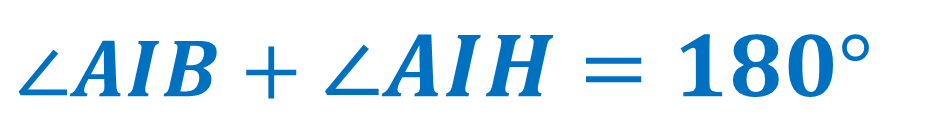 ∠AIB + ∠AIH = 180°